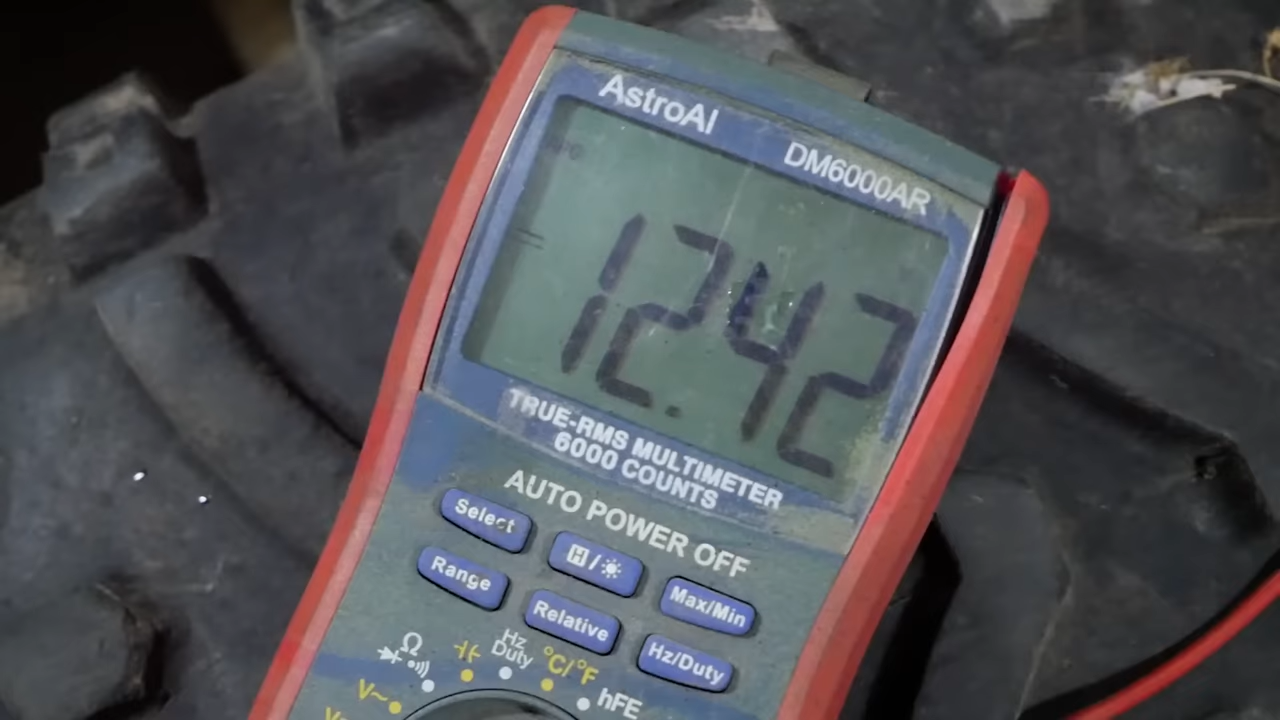 AstroAI
DM6000AR
12.42
TRUE-RMS MULTIMETER
6000 COUNTS
AUTO POWER OFF
Select
H/☀
Max/Min
Range
Relative
Hz/Duty
Ω
Hz
Duty
°C/°F
hFE
V~